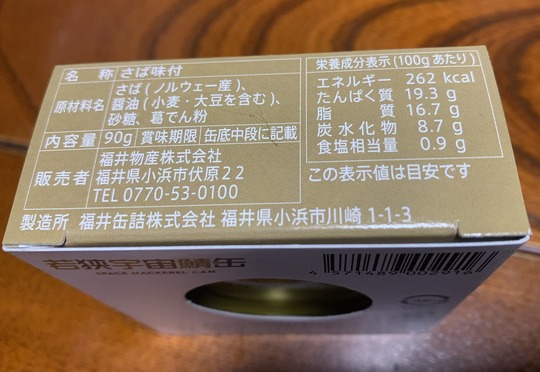 名　称 さば味付
原材料名 さば(ノルウェー産)、
醤油(小麦・大豆を含む)、
砂糖、葛でん粉
内容量 90g 賞味期限 缶底中段に記載
販売者 福井物産株式会社
福井県小浜市伏原22
TEL 0770-53-0100
製造所 福井缶詰株式会社 福井県小浜市川崎 1-1-3
栄養成分表示(100gあたり)
エネルギー 262 kcal
たんぱく質 19.3 g
脂　質 16.7 g
炭水化物 8.7 g
食塩相当量 0.9 g
この表示値は目安です
若狭宇宙鯖缶
SPACE MACKEREL CAN